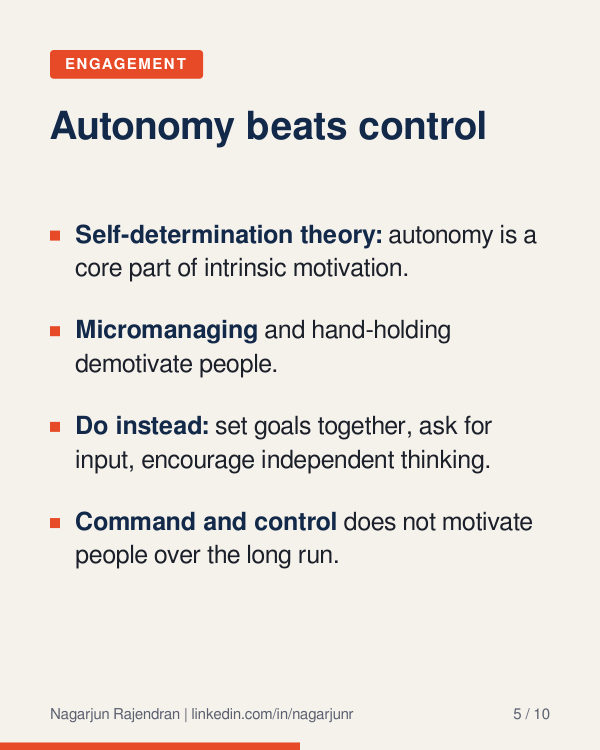 ENGAGEMENT
Autonomy beats control
Self-determination theory: autonomy is a
core part of intrinsic motivation.
Micromanaging and hand-holding
demotivate people.
Do instead: set goals together, ask for
input, encourage independent thinking.
Command and control does not motivate
people over the long run.
Nagarjun Rajendran | linkedin.com/in/nagarjunr
5 / 10